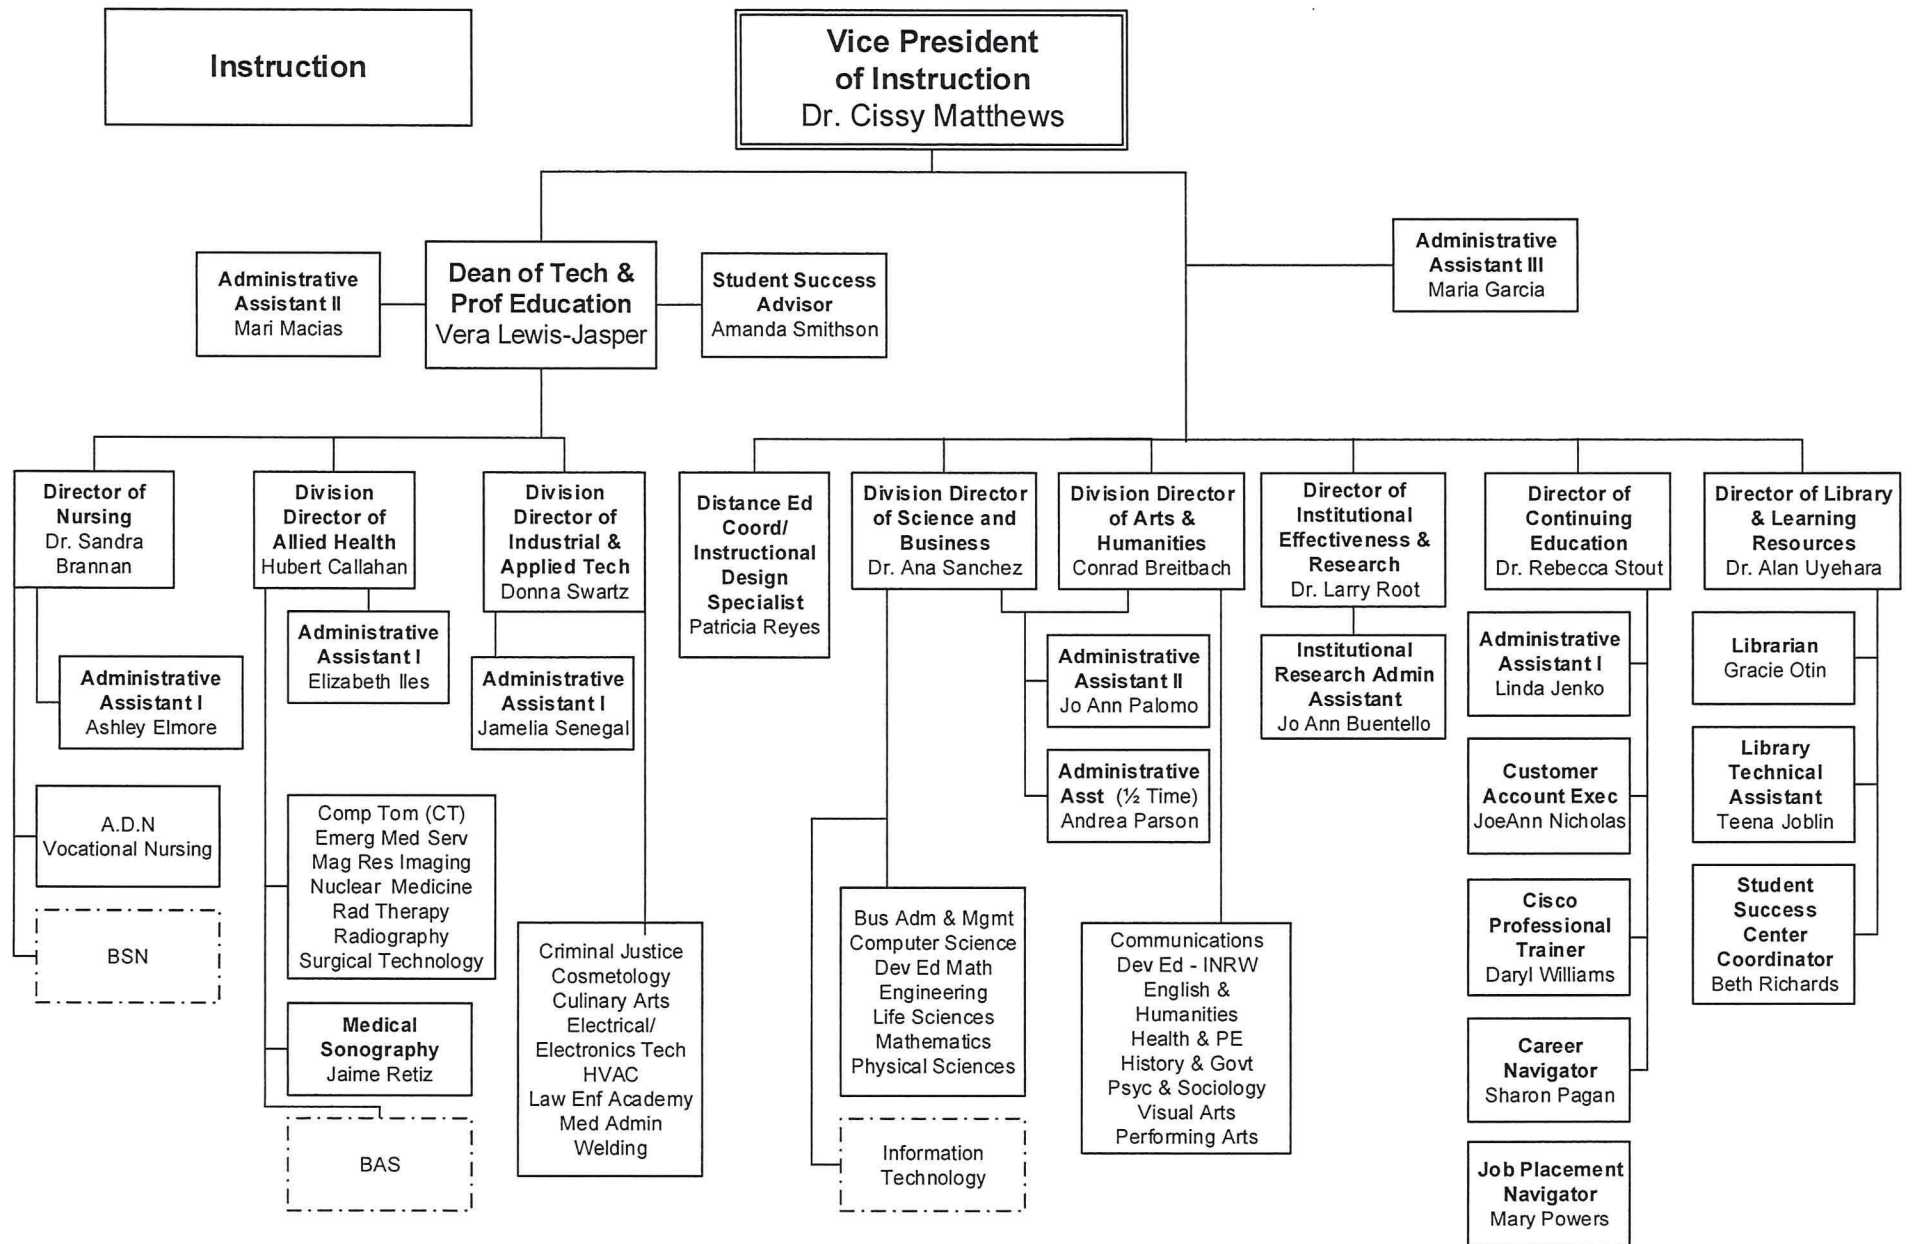 Instruction
Vice President
of Instruction
Dr. Cissy Matthews
Administrative
Assistant III
Maria Garcia
Administrative
Assistant II
Mari Macias
Dean of Tech &
Prof Education
Vera Lewis-Jasper
Student Success
Advisor
Amanda Smithson
Director of
Nursing
Dr. Sandra
Brannan
Division
Director of
Allied Health
Hubert Callahan
Division
Director of
Industrial &
Applied Tech
Donna Swartz
Distance Ed
Coord/
Instructional
Design
Specialist
Patricia Reyes
Division Director
of Science and
Business
Dr. Ana Sanchez
Division Director
of Arts &
Humanities
Conrad Breitbach
Director of
Institutional
Effectiveness &
Research
Dr. Larry Root
Director of
Continuing
Education
Dr. Rebecca Stout
Director of Library
& Learning
Resources
Dr. Alan Uyehara
Administrative
Assistant I
Ashley Elmore
A.D.N
Vocational Nursing
BSN
Administrative
Assistant I
Elizabeth Iles
Comp Tom (CT)
Emerg Med Serv
Mag Res Imaging
Nuclear Medicine
Rad Therapy
Radiography
Surgical Technology
Medical
Sonography
Jaime Retiz
BAS
Administrative
Assistant I
Jamelia Senegal
Criminal Justice
Cosmetology
Culinary Arts
Electrical/
Electronics Tech
HVAC
Law Enf Academy
Med Admin
Welding
Bus Adm & Mgmt
Computer Science
Dev Ed Math
Engineering
Life Sciences
Mathematics
Physical Sciences
Information
Technology
Administrative
Assistant II
Jo Ann Palomo
Administrative
Asst (½ Time)
Andrea Parson
Communications
Dev Ed - INRW
English &
Humanities
Health & PE
History & Govt
Psyc & Sociology
Visual Arts
Performing Arts
Institutional
Research Admin
Assistant
Jo Ann Buentello
Administrative
Assistant I
Linda Jenko
Customer
Account Exec
JoeAnn Nicholas
Cisco
Professional
Trainer
Daryl Williams
Career
Navigator
Sharon Pagan
Job Placement
Navigator
Mary Powers
Librarian
Gracie Otin
Library
Technical
Assistant
Teena Joblin
Student
Success
Center
Coordinator
Beth Richards